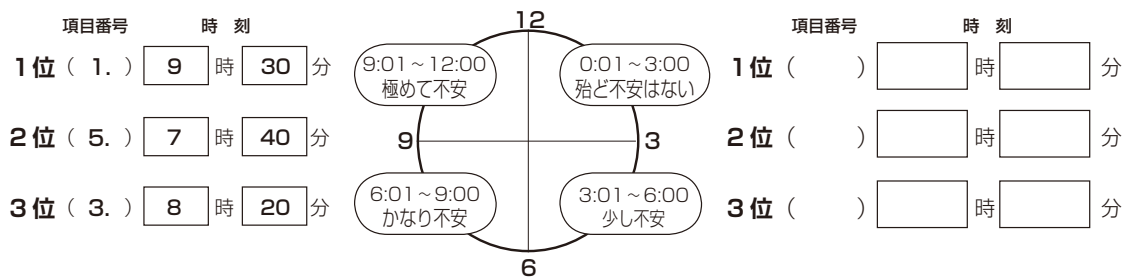 項目番号 時 刻
1位 ( 1. ) 9 時 30 分
2位 ( 5. ) 7 時 40 分
3位 ( 3. ) 8 時 20 分
12
9:01～12:00
極めて不安
0:01～3:00
殆ど不安はない
9
3
6:01～9:00
かなり不安
3:01～6:00
少し不安
6
項目番号 時 刻
1位 ( ) 時 分
2位 ( ) 時 分
3位 ( ) 時 分